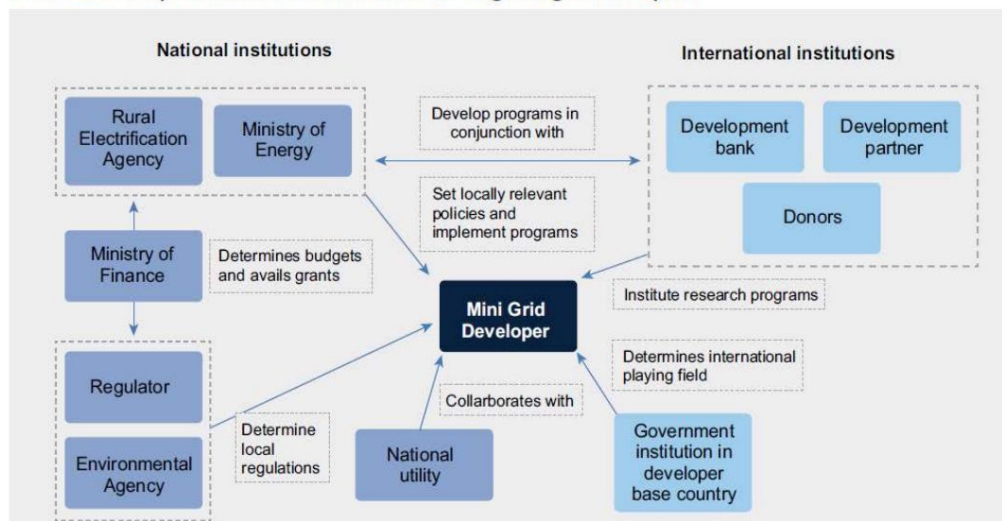 National institutions
International institutions
Rural
Electrification
Agency
Ministry of
Energy
Develop programs in
conjunction with
Development
bank
Development
partner
Donors
Set locally relevant
policies and
implement programs
Ministry of
Finance
Determines budgets
and avails grants
Mini Grid
Developer
Institute research programs
Regulator
Environmental
Agency
Determine
local
regulations
Collarborates with
National
utility
Determines international
playing field
Government
institution in
developer
base country